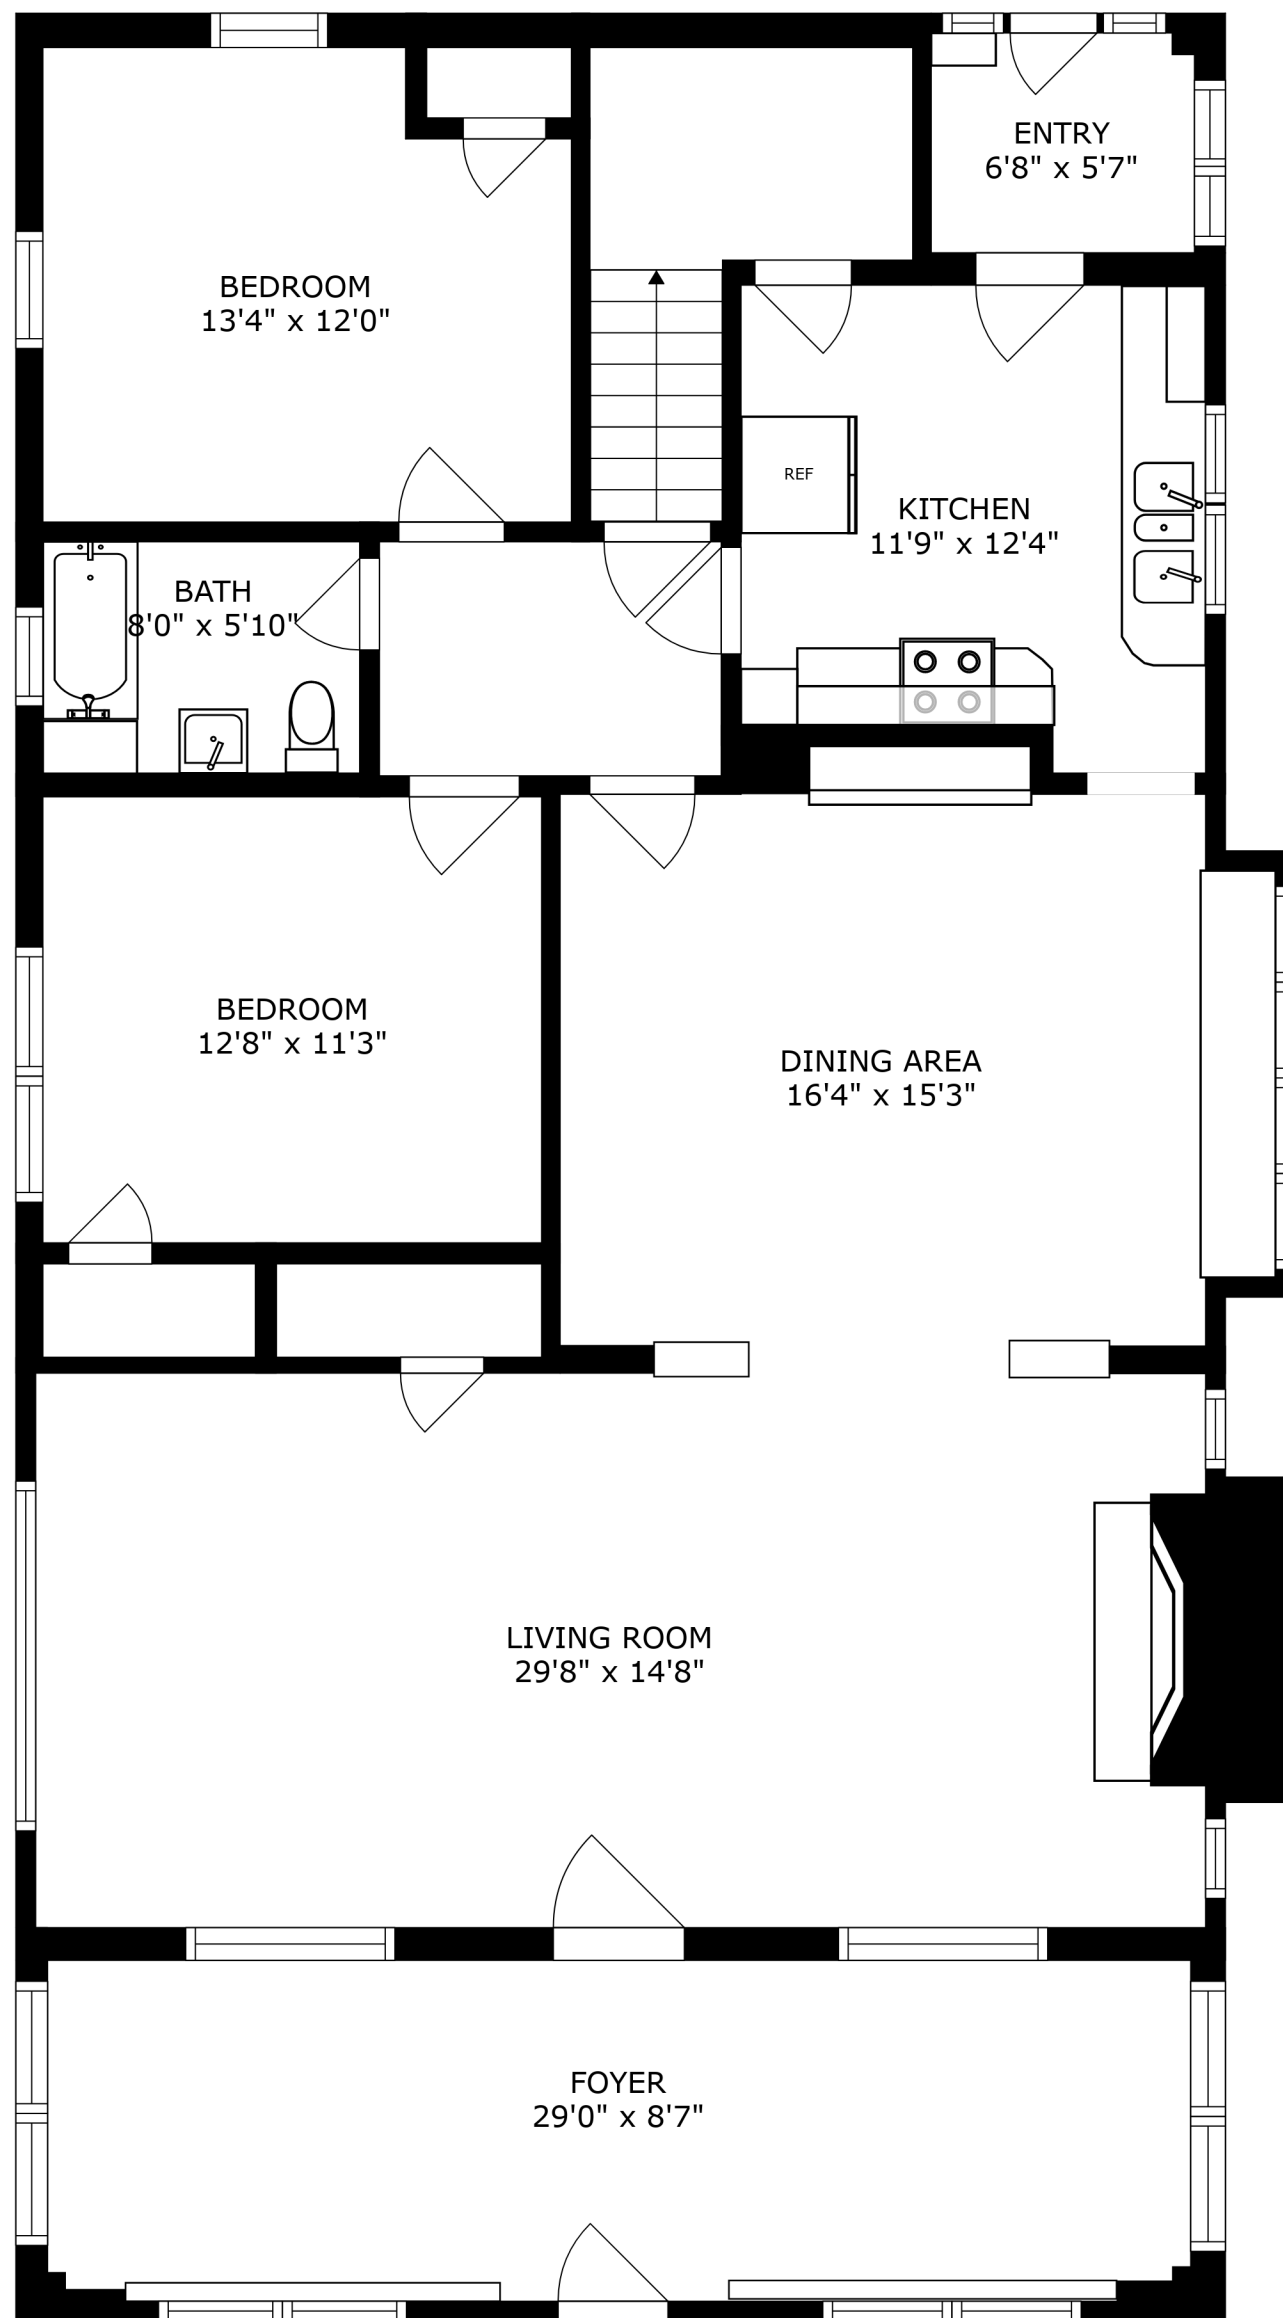 ENTRY
6'8" x 5'7"
BEDROOM
13'4" x 12'0"
REF
KITCHEN
11'9" x 12'4"
BATH
8'0" x 5'10"
BEDROOM
12'8" x 11'3"
DINING AREA
16'4" x 15'3"
LIVING ROOM
29'8" x 14'8"
FOYER
29'0" x 8'7"